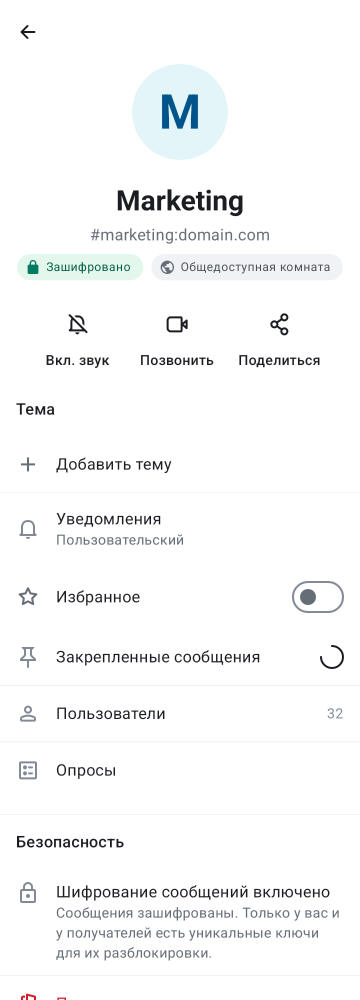 M
Marketing
#marketing:domain.com
Зашифровано
Общедоступная комната
Вкл. звук
Позвонить
Поделиться
Тема
Добавить тему
Уведомления
Пользовательский
Избранное
Закрепленные сообщения
Пользователи
32
Опросы
Безопасность
Шифрование сообщений включено
Сообщения зашифрованы. Только у вас и
у получателей есть уникальные ключи
для их разблокировки.